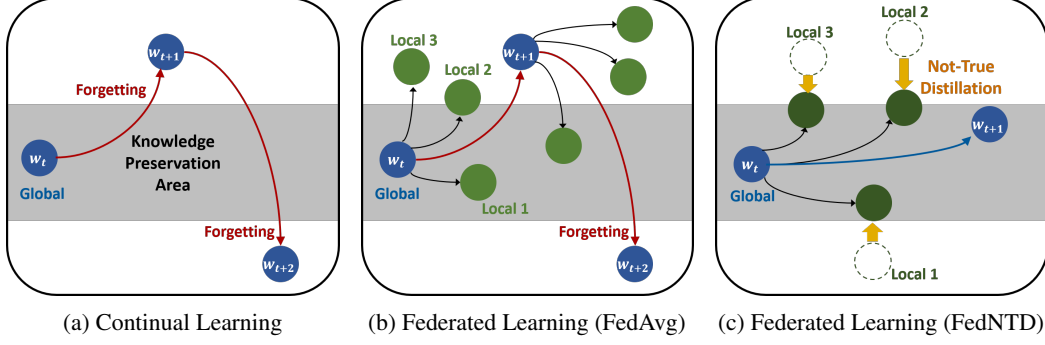 w_{t+1}
Forgetting
Knowledge
Preservation
Area
w_t
Global
Forgetting
w_{t+2}
(a) Continual Learning
Local 3
Local 2
w_{t+1}
w_t
Global
Local 1
Forgetting
w_{t+2}
(b) Federated Learning (FedAvg)
Local 2
Local 3
Not-True
Distillation
w_{t+1}
w_t
Global
Local 1
(c) Federated Learning (FedNTD)